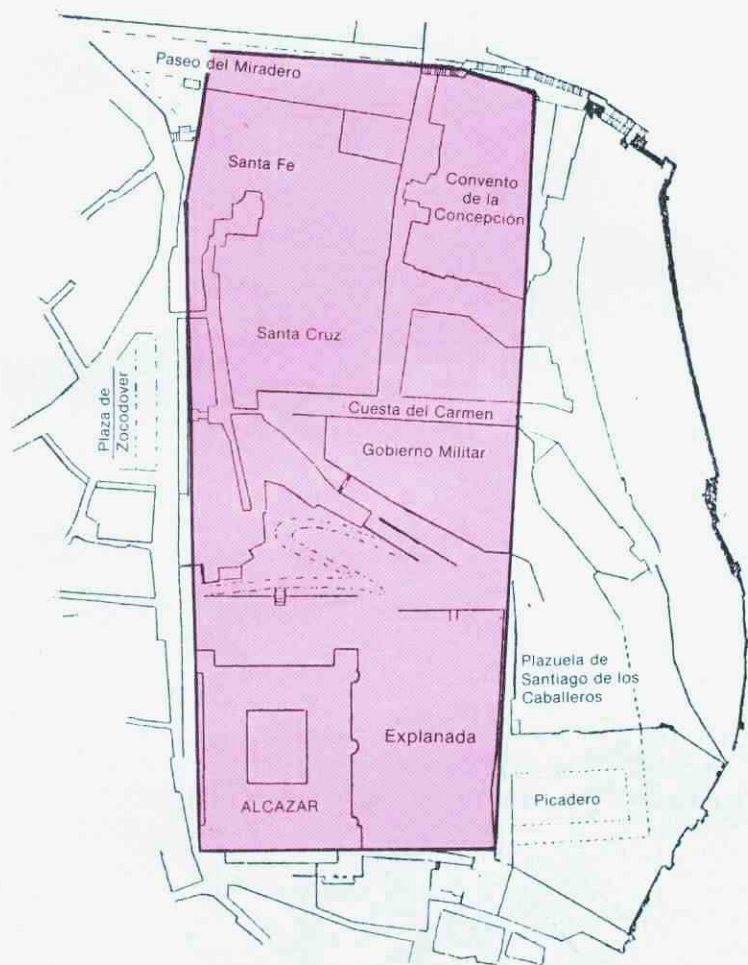 Paseo del Miradero
Santa Fe
Convento
de la
Concepción
Santa Cruz
Plaza de
Zocodover
Cuesta del Carmen
Gobierno Militar
Plazuela de
Santiago de los
Caballeros
Explanada
ALCAZAR
Picadero